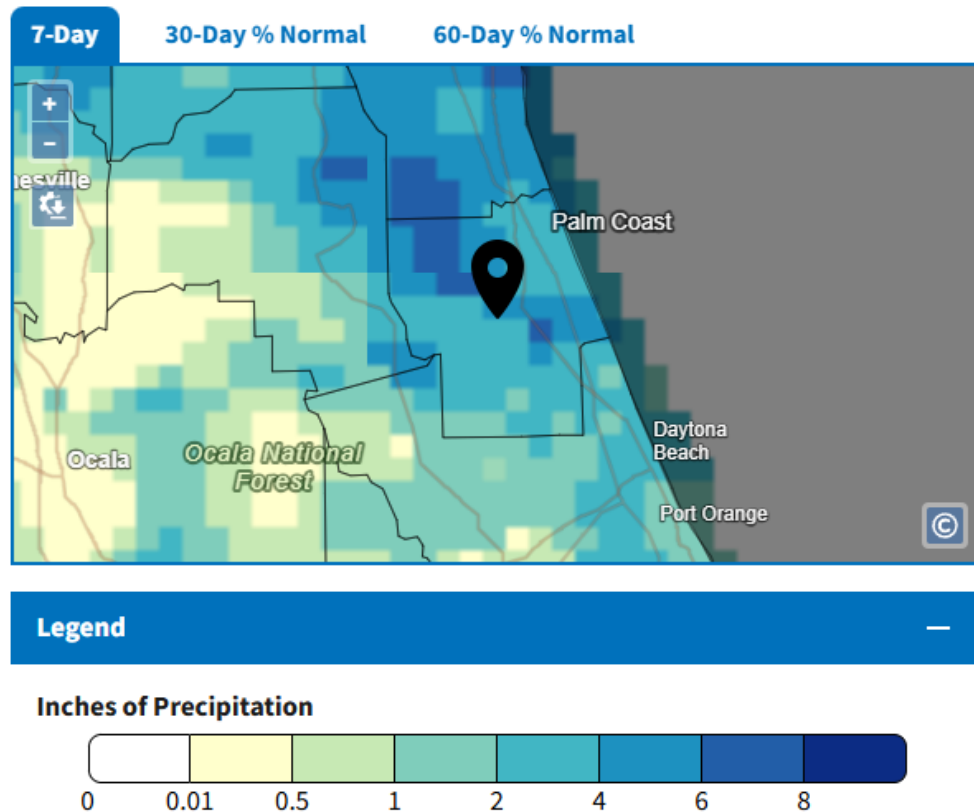 7-Day 30-Day % Normal 60-Day % Normal
+
−
nesville
Palm Coast
Ocala
Ocala National
Forest
Daytona
Beach
Port Orange
©
Legend −
Inches of Precipitation
0 0.01 0.5 1 2 4 6 8